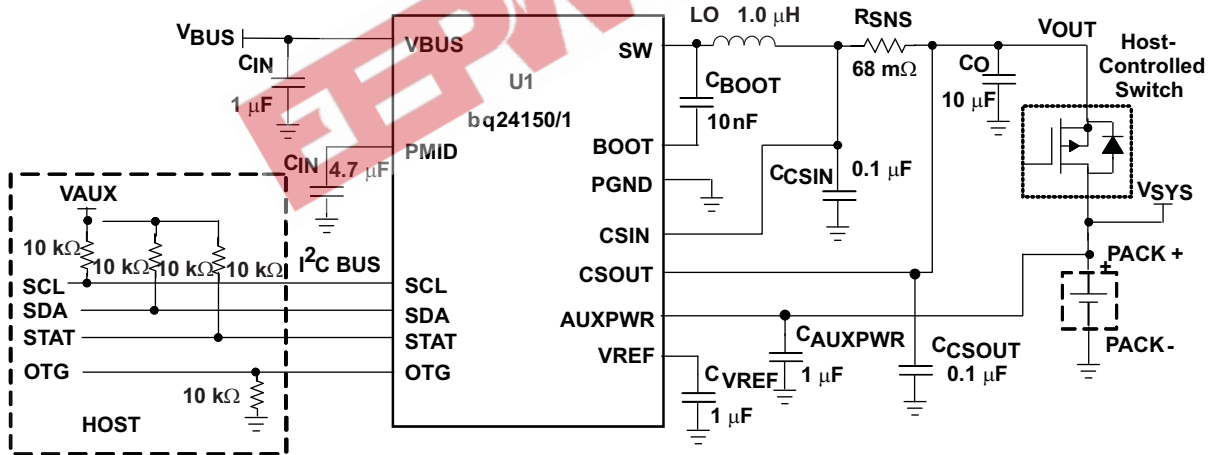 VBUS
CIN
1 μF
VBUS
U1
bq24150/1
PMID
CIN 4.7 μF
SW
LO 1.0 μH
RSNS
68 mΩ
VOUT
Host-
Controlled
Switch
CO
10 μF
CBOOT
10nF
BOOT
PGND
CCSIN
0.1 μF
CSIN
VSYS
CSOUT
+
PACK +
PACK -
AUXPWR
CAUXPWR
1 μF
CCSOUT
0.1 μF
VREF
CVREF
1 μF
VAUX
10 kΩ
10 kΩ
10 kΩ
10 kΩ
I2C BUS
SCL
SCL
SDA
SDA
STAT
STAT
OTG
OTG
10 kΩ
HOST
EEPW